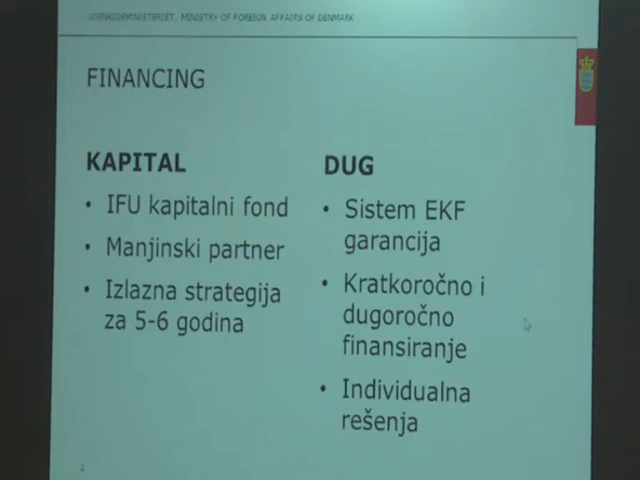 UDENRIGSMINISTERIET, MINISTRY OF FOREIGN AFFAIRS OF DENMARK
FINANCING
KAPITAL
• IFU kapitalni fond
• Manjinski partner
• Izlazna strategija
za 5-6 godina
DUG
• Sistem EKF
garancija
• Kratkoročno i
dugoročno
finansiranje
• Individualna
rešenja
2